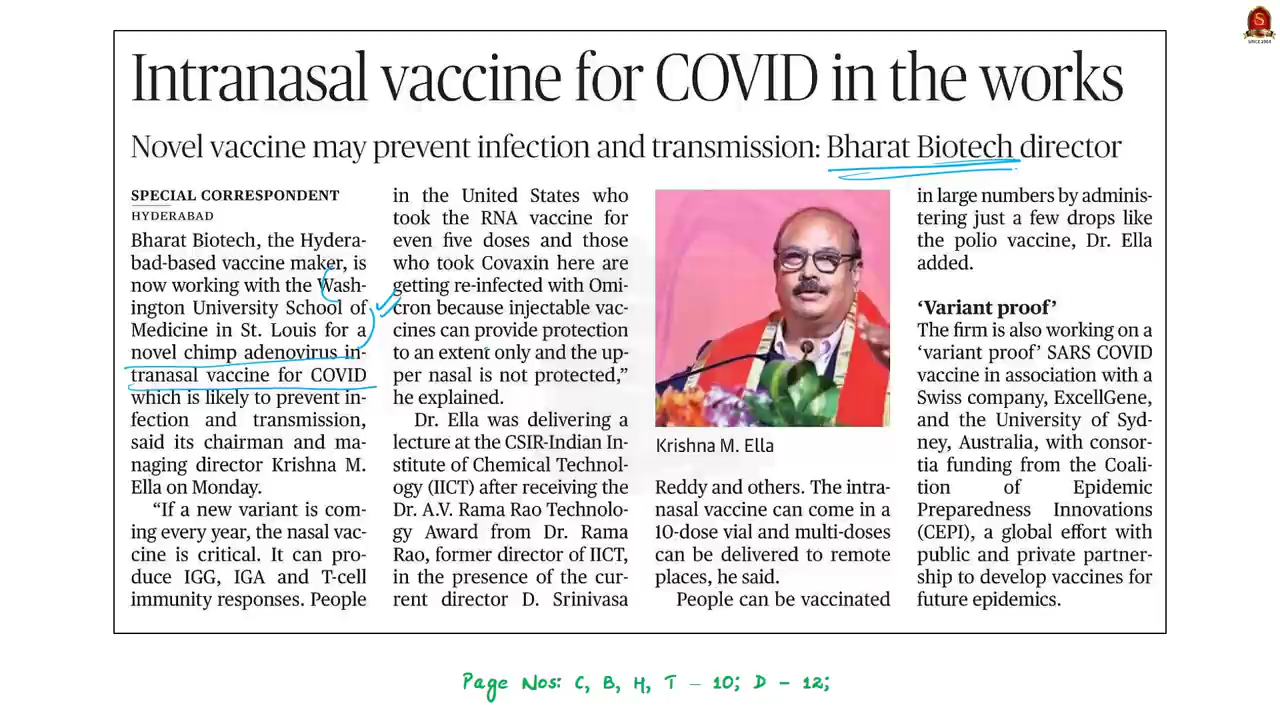 Intranasal vaccine for COVID in the works
Novel vaccine may prevent infection and transmission: Bharat Biotech director
SPECIAL CORRESPONDENT
HYDERABAD
Bharat Biotech, the Hydera-
bad-based vaccine maker, is
now working with the Wash-
ington University School of
Medicine in St. Louis for a
novel chimp adenovirus in-
tranasal vaccine for COVID
which is likely to prevent in-
fection and transmission,
said its chairman and ma-
naging director Krishna M.
Ella on Monday.
“If a new variant is com-
ing every year, the nasal vac-
cine is critical. It can pro-
duce IGG, IGA and T-cell
immunity responses. People
in the United States who
took the RNA vaccine for
even five doses and those
who took Covaxin here are
getting re-infected with Omi-
cron because injectable vac-
cines can provide protection
to an extent only and the up-
per nasal is not protected,”
he explained.
Dr. Ella was delivering a
lecture at the CSIR-Indian In-
stitute of Chemical Technol-
ogy (IICT) after receiving the
Dr. A.V. Rama Rao Technolo-
gy Award from Dr. Rama
Rao, former director of IICT,
in the presence of the cur-
rent director D. Srinivasa
Krishna M. Ella
Reddy and others. The intra-
nasal vaccine can come in a
10-dose vial and multi-doses
can be delivered to remote
places, he said.
People can be vaccinated
in large numbers by adminis-
tering just a few drops like
the polio vaccine, Dr. Ella
added.
‘Variant proof’
The firm is also working on a
‘variant proof’ SARS COVID
vaccine in association with a
Swiss company, ExcellGene,
and the University of Syd-
ney, Australia, with consor-
tia funding from the Coali-
tion of Epidemic
Preparedness Innovations
(CEPI), a global effort with
public and private partner-
ship to develop vaccines for
future epidemics.
Page Nos: C, B, H, T – 10; D – 12;
S
SINCE 2004